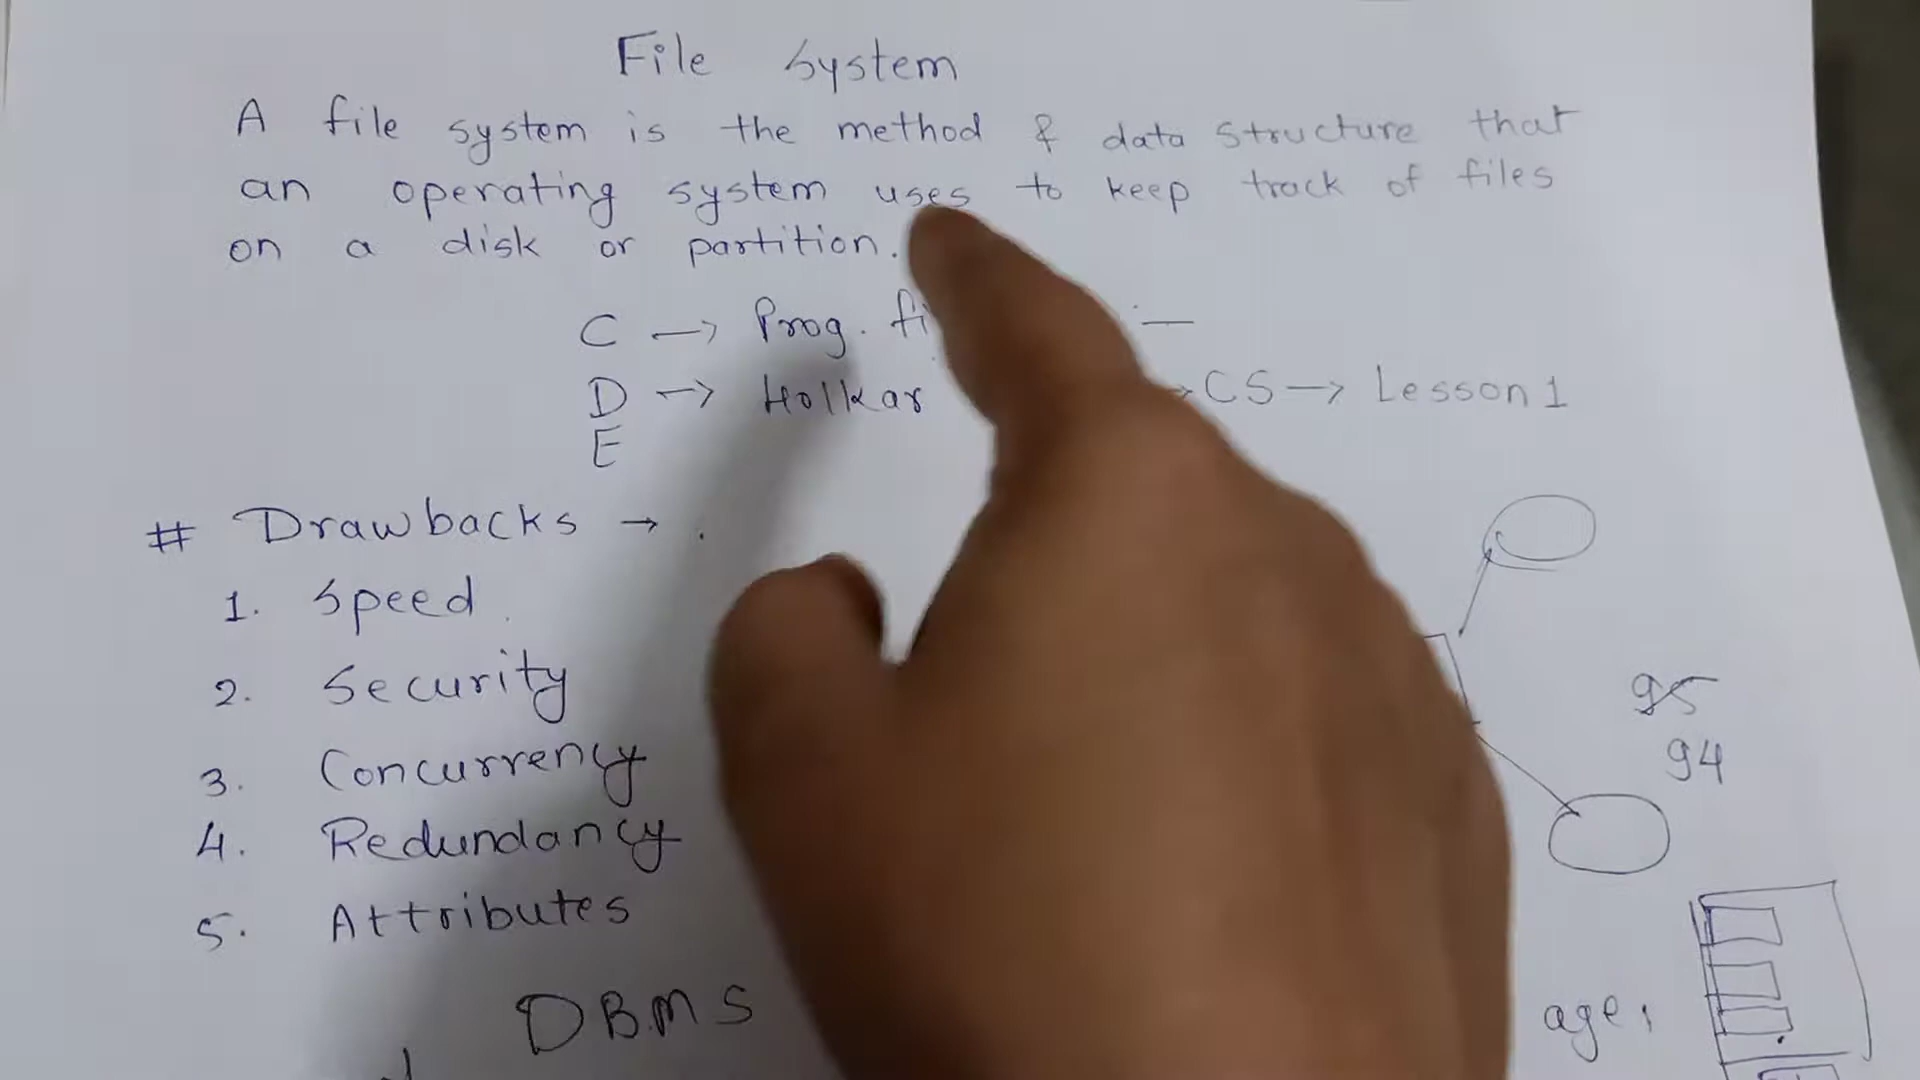 File System
A file system is the method & data structure that
an operating system uses to keep track of files
on a disk or partition.
C → Prog. fi —
D → Holkar → CS → Lesson 1
E
# Drawbacks →
1. Speed
2. Security
3. Concurrency
4. Redundancy
5. Attributes
95
94
DBMS
age,